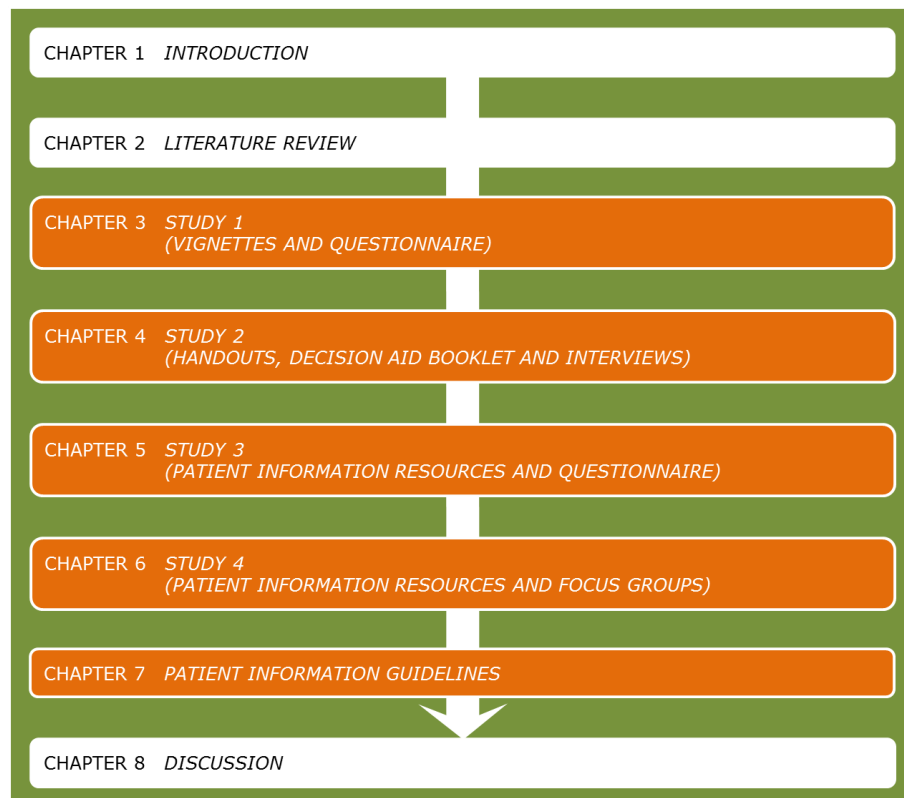 CHAPTER 1 INTRODUCTION
CHAPTER 2 LITERATURE REVIEW
CHAPTER 3 STUDY 1
(VIGNETTES AND QUESTIONNAIRE)
CHAPTER 4 STUDY 2
(HANDOUTS, DECISION AID BOOKLET AND INTERVIEWS)
CHAPTER 5 STUDY 3
(PATIENT INFORMATION RESOURCES AND QUESTIONNAIRE)
CHAPTER 6 STUDY 4
(PATIENT INFORMATION RESOURCES AND FOCUS GROUPS)
CHAPTER 7 PATIENT INFORMATION GUIDELINES
CHAPTER 8 DISCUSSION